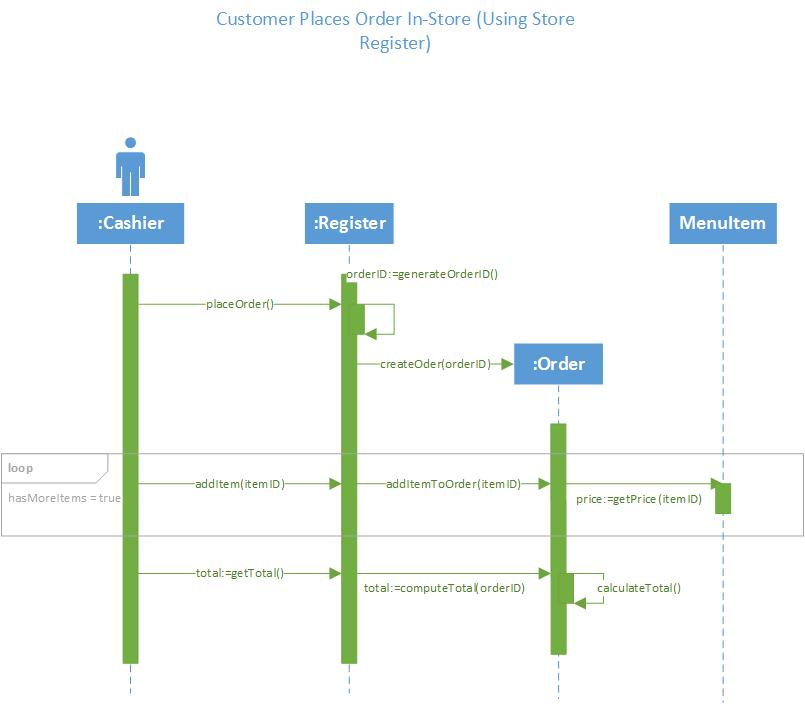 Customer Places Order In-Store (Using Store
Register)
:Cashier
:Register
MenuItem
orderID:=generateOrderID()
placeOrder()
createOder(orderID)
:Order
loop
hasMoreItems = true
addItem(itemID)
addItemToOrder(itemID)
price:=getPrice(itemID)
total:=getTotal()
total:=computeTotal(orderID)
calculateTotal()